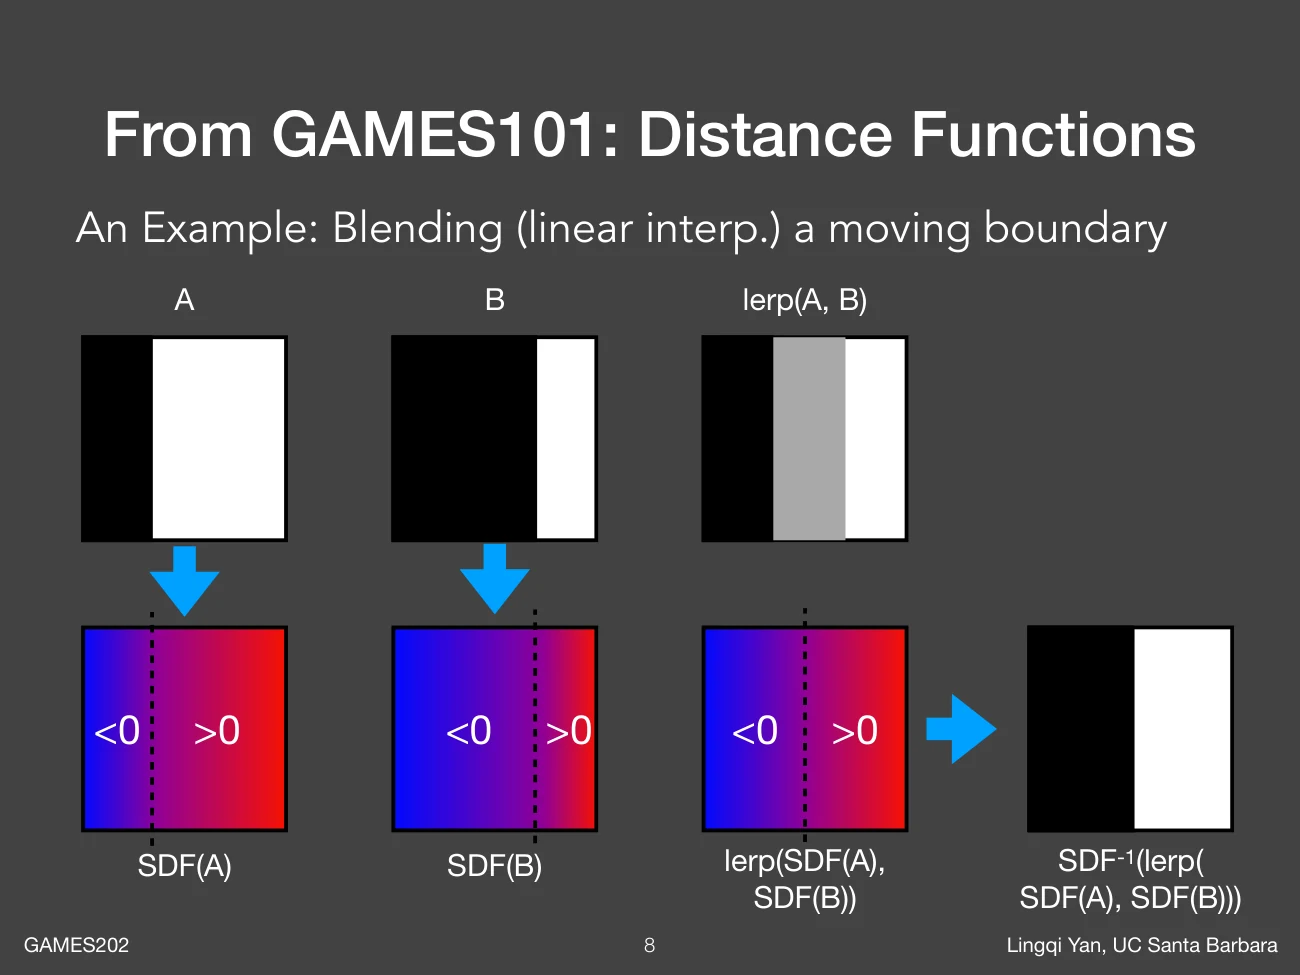 From GAMES101: Distance Functions
An Example: Blending (linear interp.) a moving boundary
A
B
lerp(A, B)
<0
>0
<0
>0
<0
>0
SDF(A)
SDF(B)
lerp(SDF(A),
SDF(B))
SDF-1(lerp(
SDF(A), SDF(B)))
GAMES202
8
Lingqi Yan, UC Santa Barbara